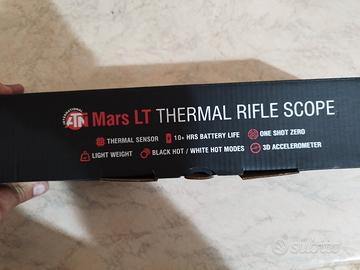 INTERNATIONAL
ATN Mars LT THERMAL RIFLE SCOPE
THERMAL SENSOR 10+ HRS BATTERY LIFE ONE SHOT ZERO
LIGHT WEIGHT BLACK HOT / WHITE HOT MODES 3D ACCELEROMETER
subito